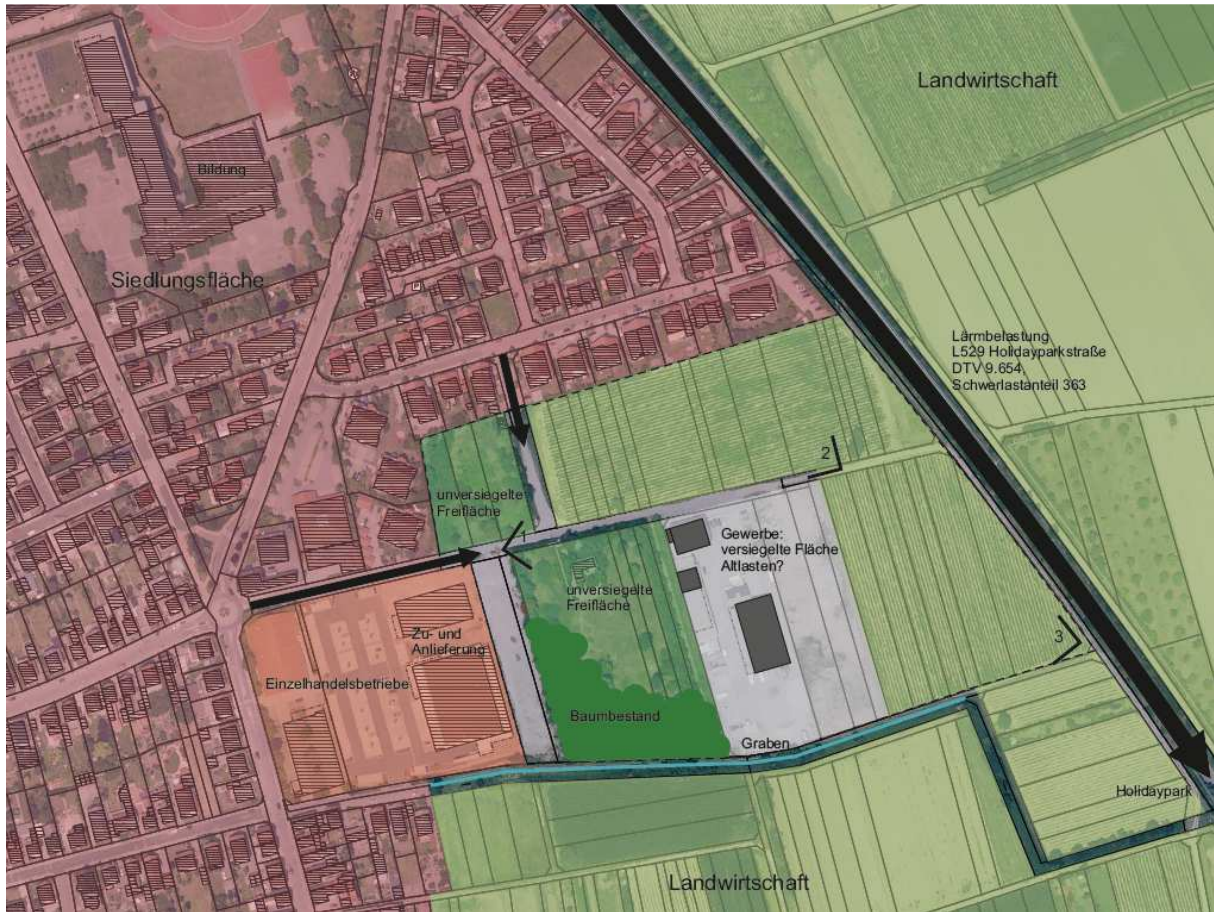 Landwirtschaft
Bildung
Siedlungsfläche
Lärmbelastung
L529 Holidayparkstraße
DTV 9.654,
Schwerlastanteil 363
2
unversiegelte
Freifläche
1
Gewerbe:
versiegelte Fläche
Altlasten?
unversiegelte
Freifläche
Zu- und
Anlieferung
3
Einzelhandelsbetriebe
Baumbestand
Graben
Holidaypark
Landwirtschaft